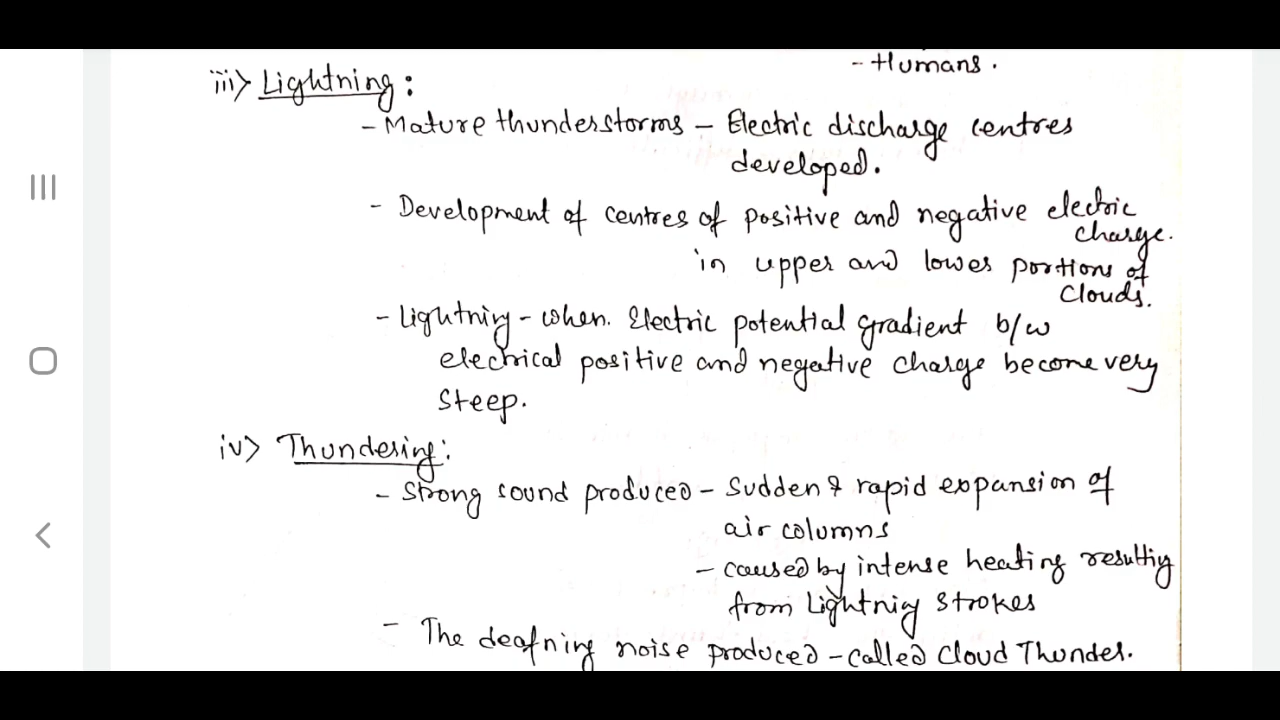 - Humans.
iii> Lightning:
- Mature thunderstorms - Electric discharge centres
developed.
- Development of centres of positive and negative electric
charge.
in upper and lower portions of
Clouds.
- Lightning - when. Electric potential gradient b/w
electrical positive and negative charge become very
steep.
iv> Thundering:
- Strong sound produced - Sudden & rapid expansion of
air columns
- caused by intense heating resulting
from Lightning strokes
- The deafning noise produced - called Cloud Thunder.